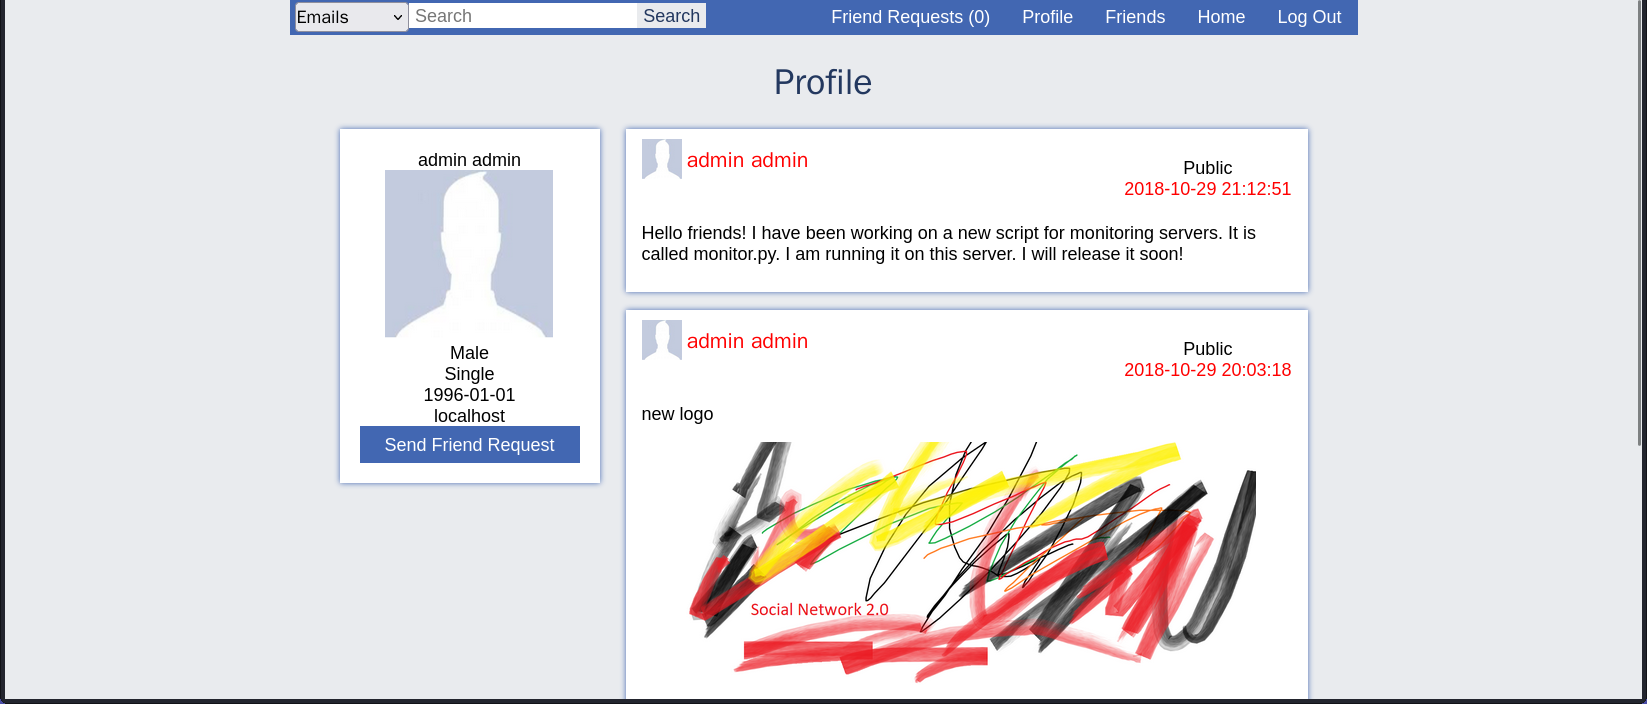 Emails Search Search Friend Requests (0) Profile Friends Home Log Out
Profile
admin admin
Male
Single
1996-01-01
localhost
Send Friend Request
admin admin
Public
2018-10-29 21:12:51
Hello friends! I have been working on a new script for monitoring servers. It is
called monitor.py. I am running it on this server. I will release it soon!
admin admin
Public
2018-10-29 20:03:18
new logo
Social Network 2.0